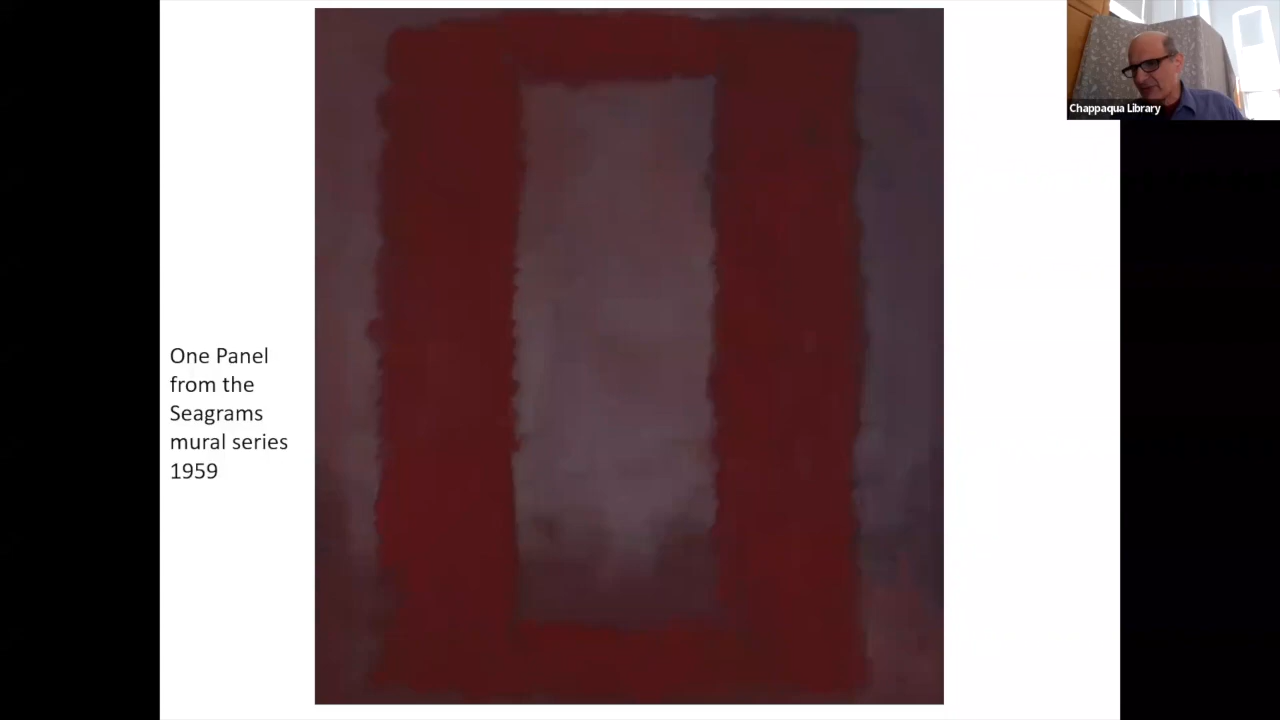 One Panel
from the
Seagrams
mural series
1959
Chappaqua Library